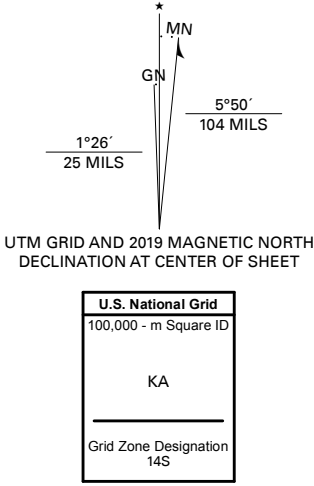 ★
MN
GN
5°50´
104 MILS
1°26´
25 MILS
UTM GRID AND 2019 MAGNETIC NORTH
DECLINATION AT CENTER OF SHEET
U.S. National Grid
100,000 - m Square ID
KA
Grid Zone Designation
14S